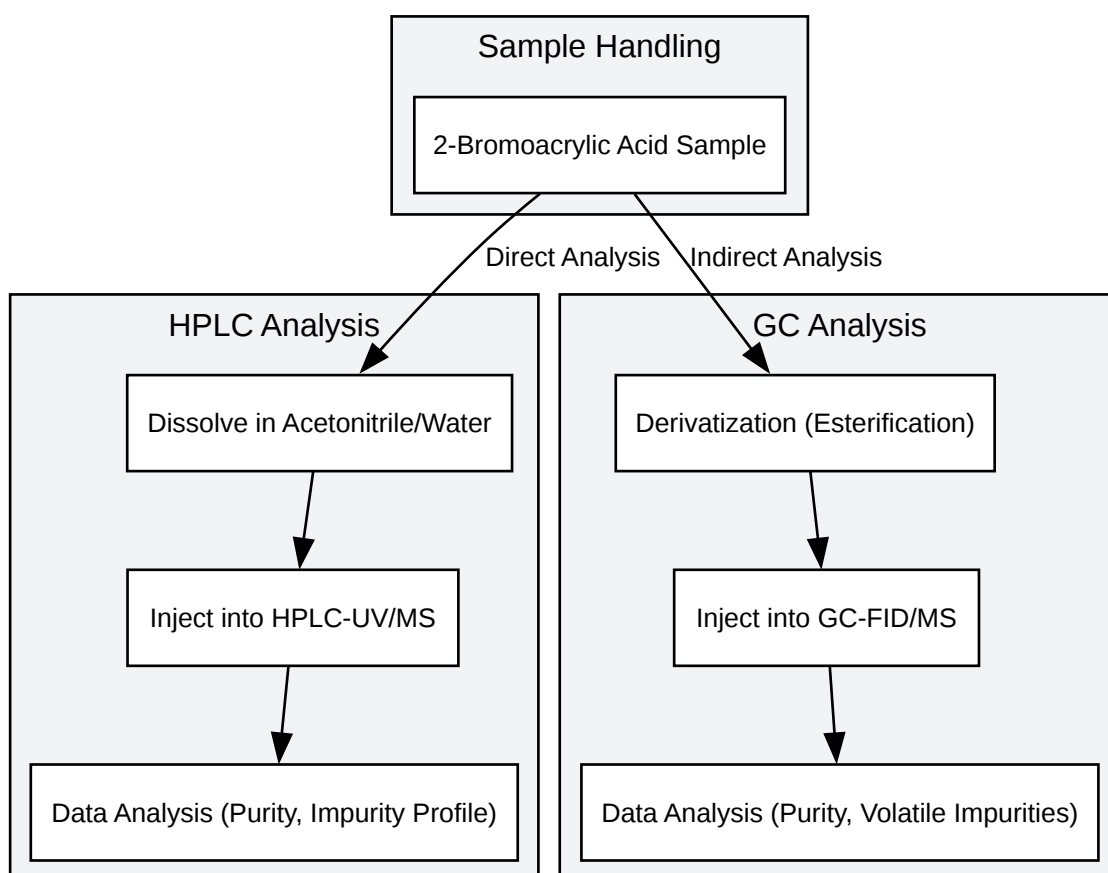 Sample Handling
2-Bromoacrylic Acid Sample
Direct Analysis
Indirect Analysis
HPLC Analysis
Dissolve in Acetonitrile/Water
Inject into HPLC-UV/MS
Data Analysis (Purity, Impurity Profile)
GC Analysis
Derivatization (Esterification)
Inject into GC-FID/MS
Data Analysis (Purity, Volatile Impurities)